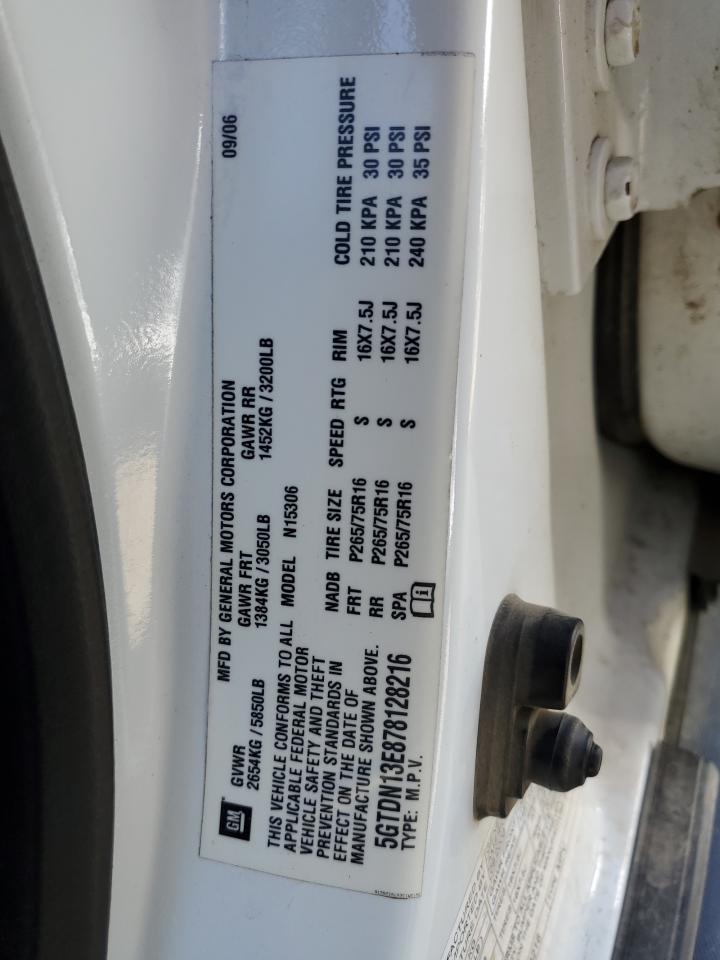 GM
MFD BY GENERAL MOTORS CORPORATION 09/06
GVWR GAWR FRT GAWR RR
2654KG / 5850LB 1384KG / 3050LB 1452KG / 3200LB
THIS VEHICLE CONFORMS TO ALL
APPLICABLE FEDERAL MOTOR
VEHICLE SAFETY AND THEFT
PREVENTION STANDARDS IN
EFFECT ON THE DATE OF
MANUFACTURE SHOWN ABOVE.
MODEL N15306
NADB TIRE SIZE SPEED RTG RIM COLD TIRE PRESSURE
FRT P265/75R16 S 16X7.5J 210 KPA 30 PSI
RR P265/75R16 S 16X7.5J 210 KPA 30 PSI
SPA P265/75R16 S 16X7.5J 240 KPA 35 PSI
5GTDN13E878128216
TYPE: M.P.V.